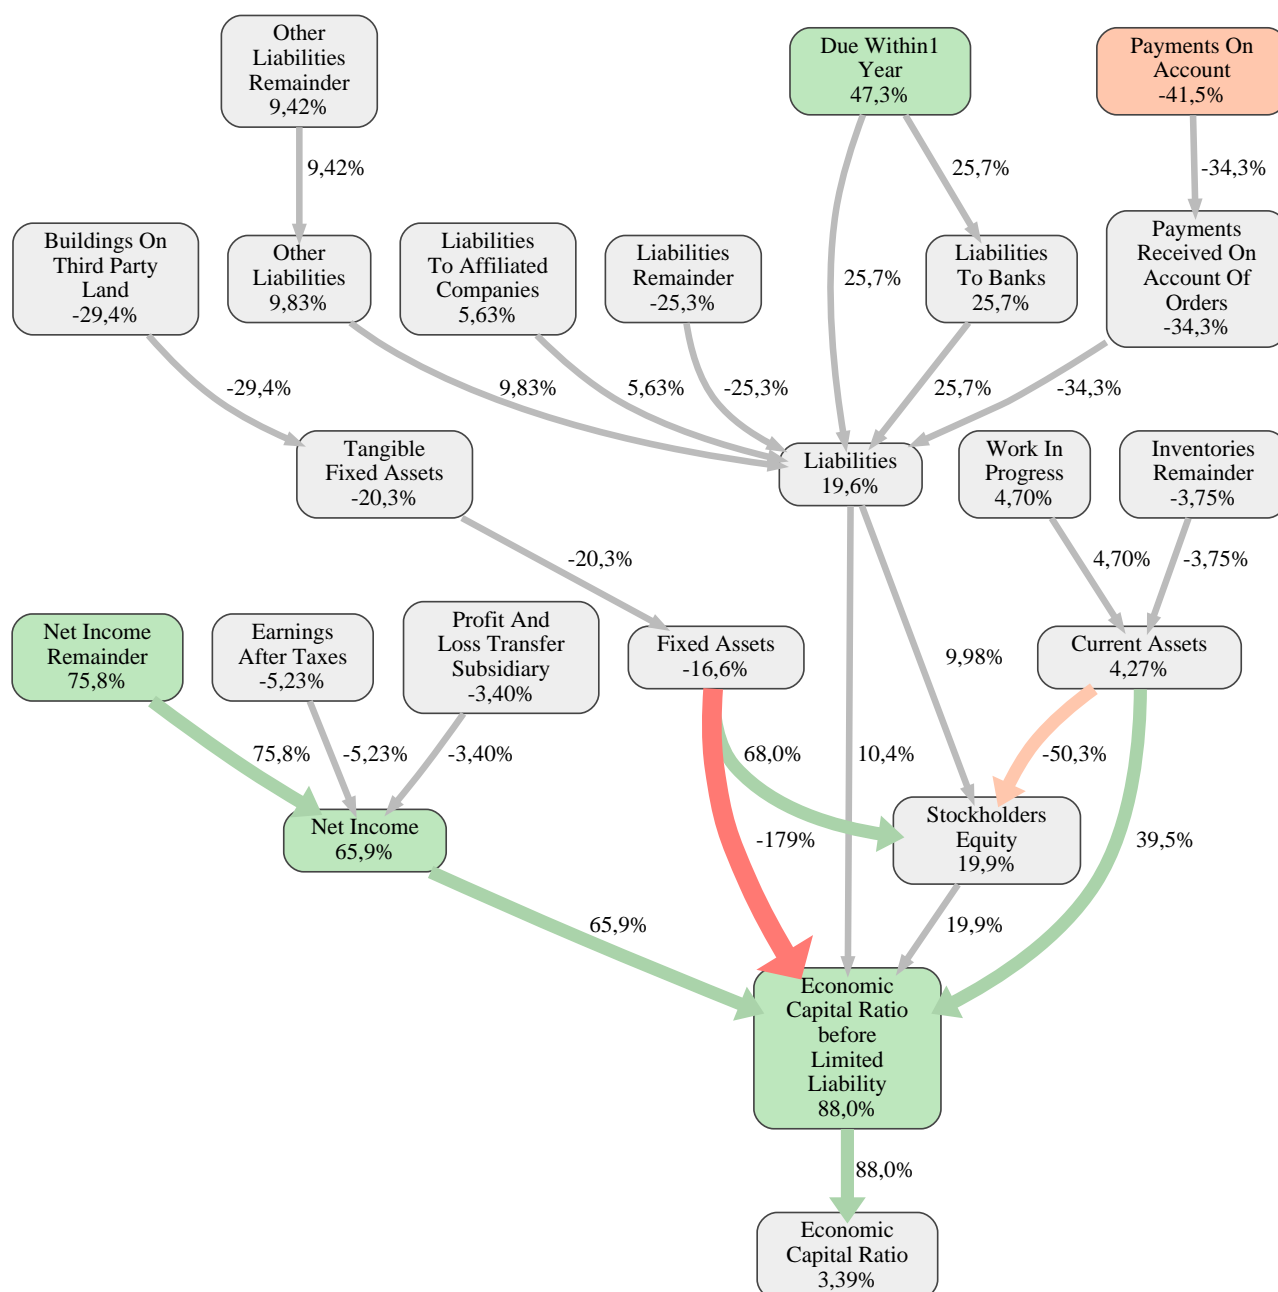 Other
Liabilities
Remainder
9,42%
Due Within1
Year
47,3%
Payments On
Account
-41,5%
9,42%
25,7%
-34,3%
Buildings On
Third Party
Land
-29,4%
Other
Liabilities
9,83%
Liabilities
To Affiliated
Companies
5,63%
Liabilities
Remainder
-25,3%
25,7%
Liabilities
To Banks
25,7%
Payments
Received On
Account Of
Orders
-34,3%
-29,4%
9,83%
5,63%
-25,3%
25,7%
-34,3%
Tangible
Fixed Assets
-20,3%
Liabilities
19,6%
Work In
Progress
4,70%
Inventories
Remainder
-3,75%
-20,3%
4,70%
-3,75%
Net Income
Remainder
75,8%
Earnings
After Taxes
-5,23%
Profit And
Loss Transfer
Subsidiary
-3,40%
Fixed Assets
-16,6%
9,98%
Current Assets
4,27%
75,8%
-5,23%
-3,40%
68,0%
10,4%
-50,3%
Net Income
65,9%
-179%
Stockholders
Equity
19,9%
39,5%
65,9%
19,9%
Economic
Capital Ratio
before
Limited
Liability
88,0%
88,0%
Economic
Capital Ratio
3,39%